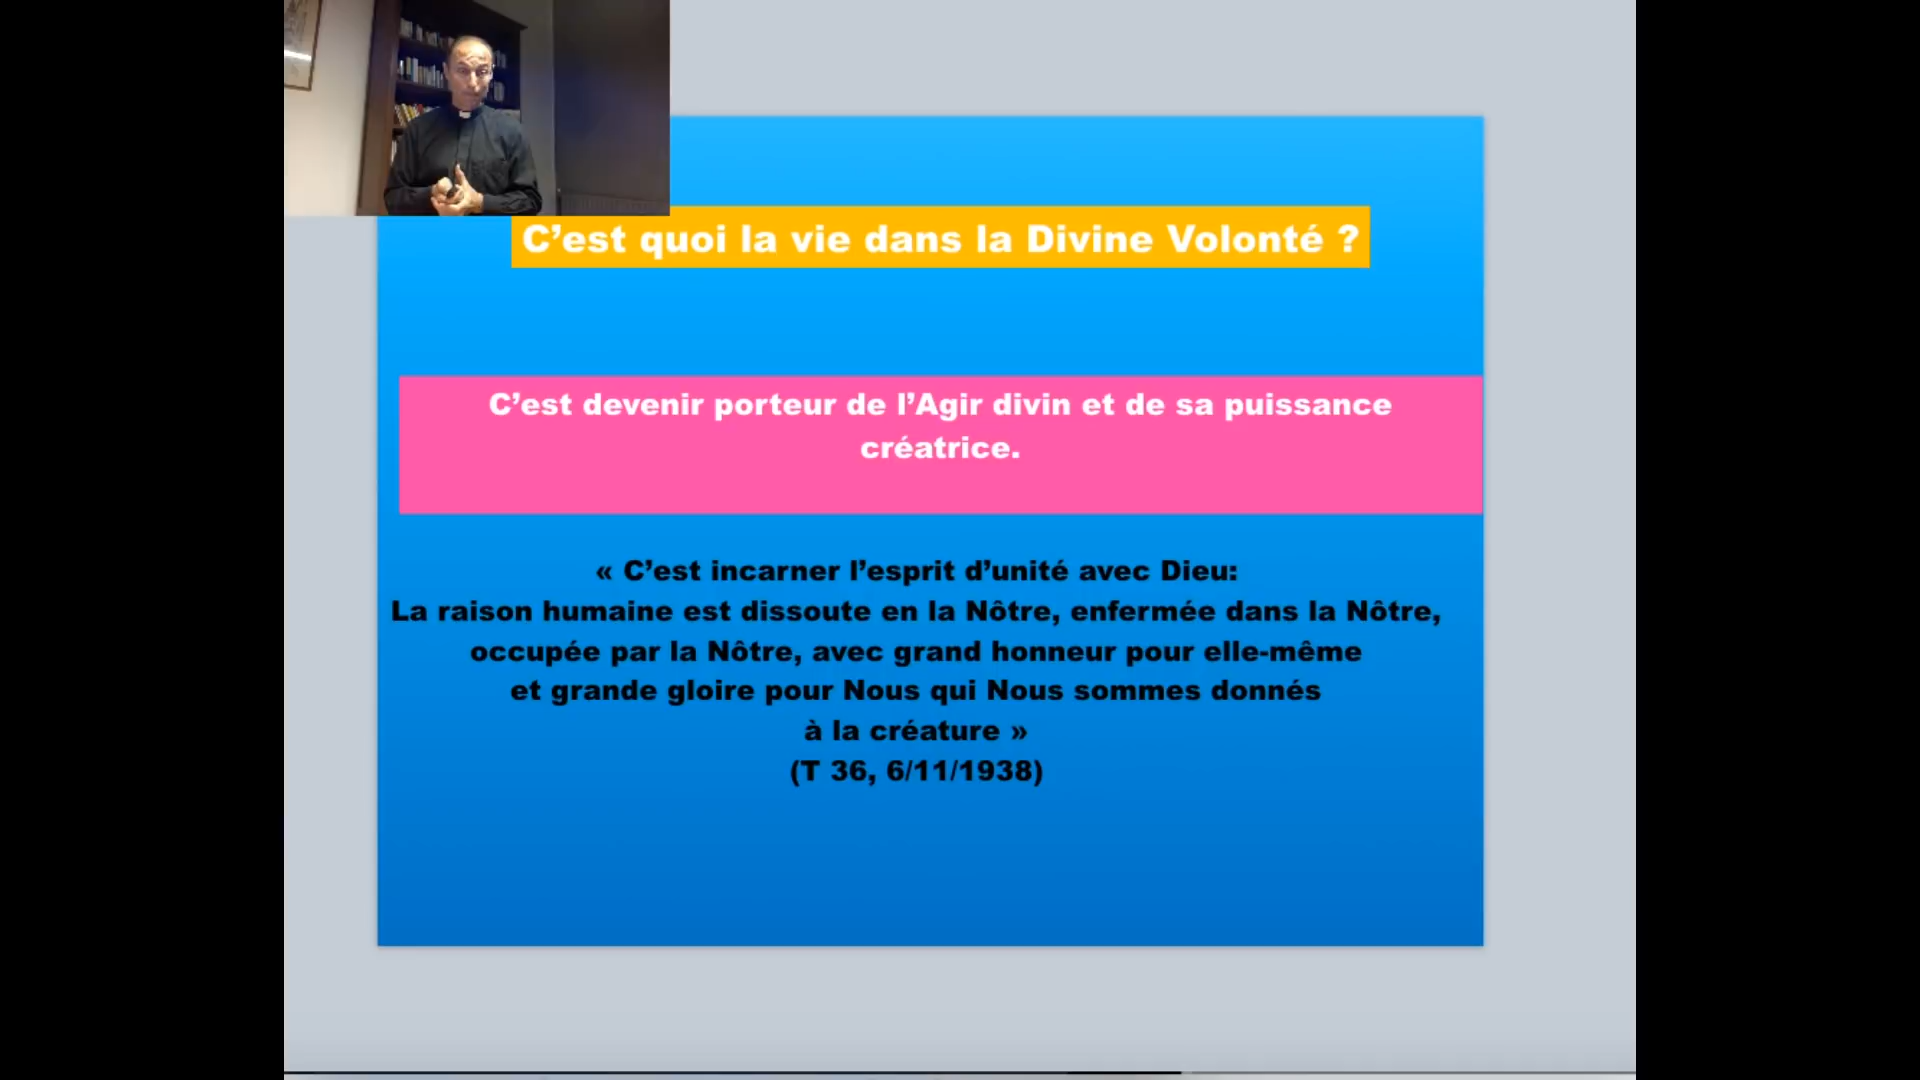 C’est quoi la vie dans la Divine Volonté ?
C’est devenir porteur de l’Agir divin et de sa puissance
créatrice.
« C’est incarner l’esprit d’unité avec Dieu:
La raison humaine est dissoute en la Nôtre, enfermée dans la Nôtre,
occupée par la Nôtre, avec grand honneur pour elle-même
et grande gloire pour Nous qui Nous sommes donnés
à la créature »
(T 36, 6/11/1938)